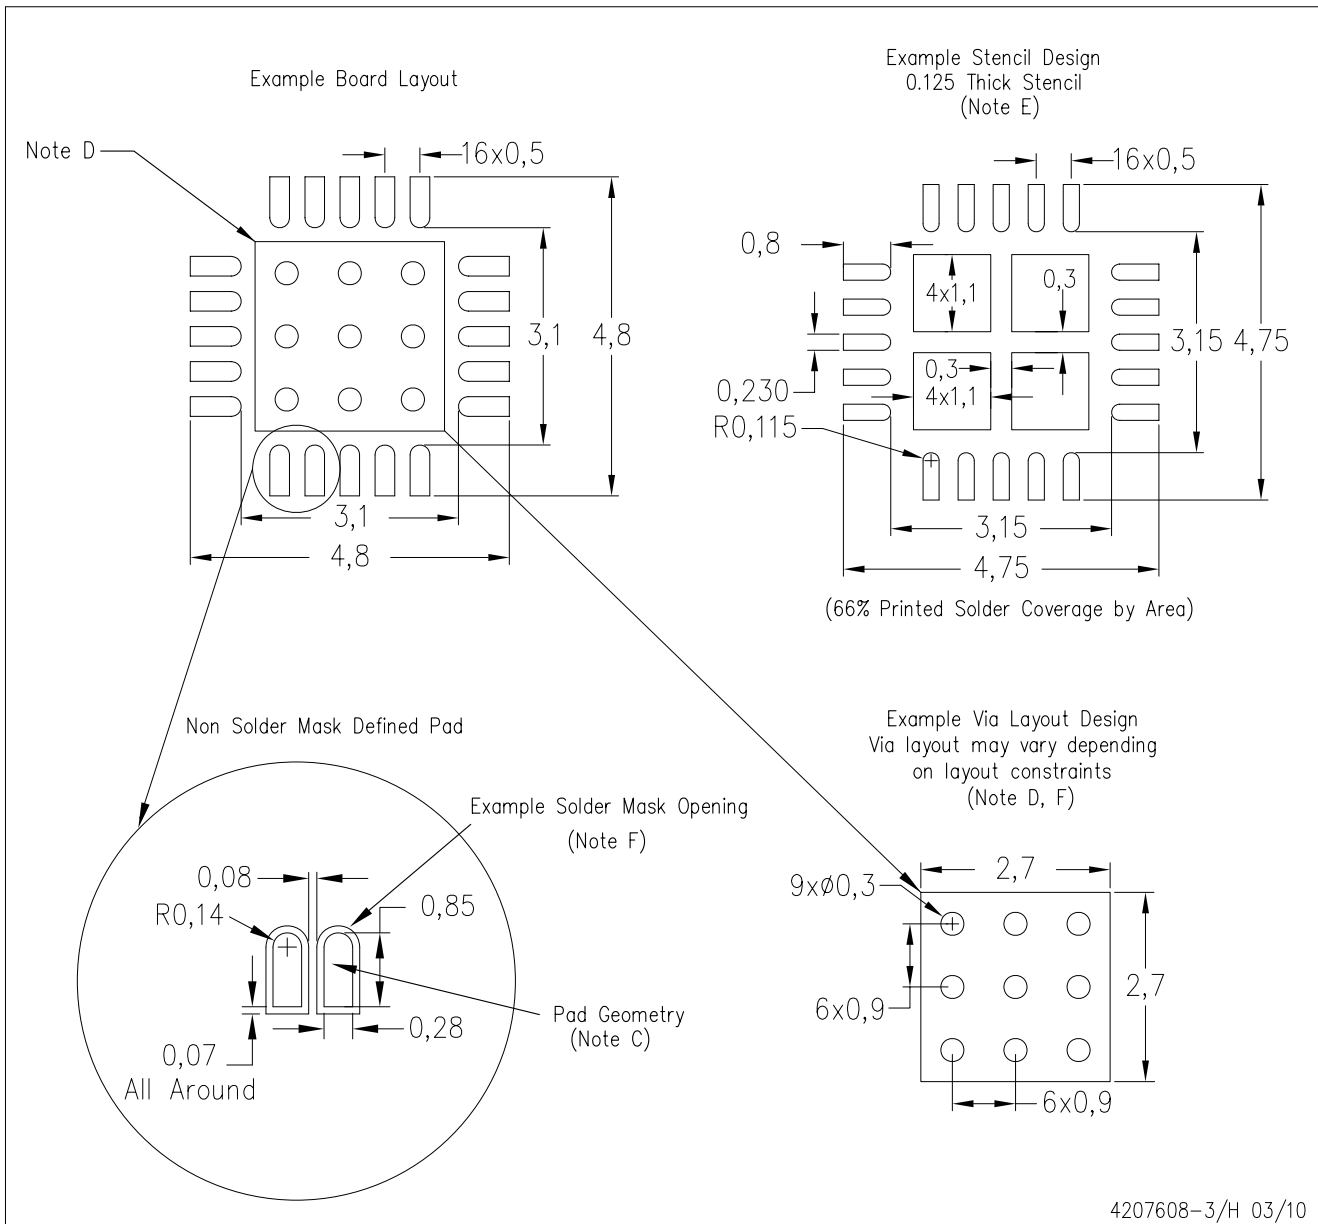 Example Board Layout
Note D
16x0,5
3,1
4,8
3,1
4,8
Example Stencil Design
0.125 Thick Stencil
(Note E)
16x0,5
0,8
4x1,1
0,3
3,15
4,75
0,3
4x1,1
0,230
R0,115
3,15
4,75
(66% Printed Solder Coverage by Area)
Non Solder Mask Defined Pad
Example Solder Mask Opening
(Note F)
0,08
R0,14
0,85
0,28
Pad Geometry
(Note C)
0,07
All Around
Example Via Layout Design
Via layout may vary depending
on layout constraints
(Note D, F)
2,7
9xø0,3
6x0,9
2,7
6x0,9
4207608-3/H 03/10